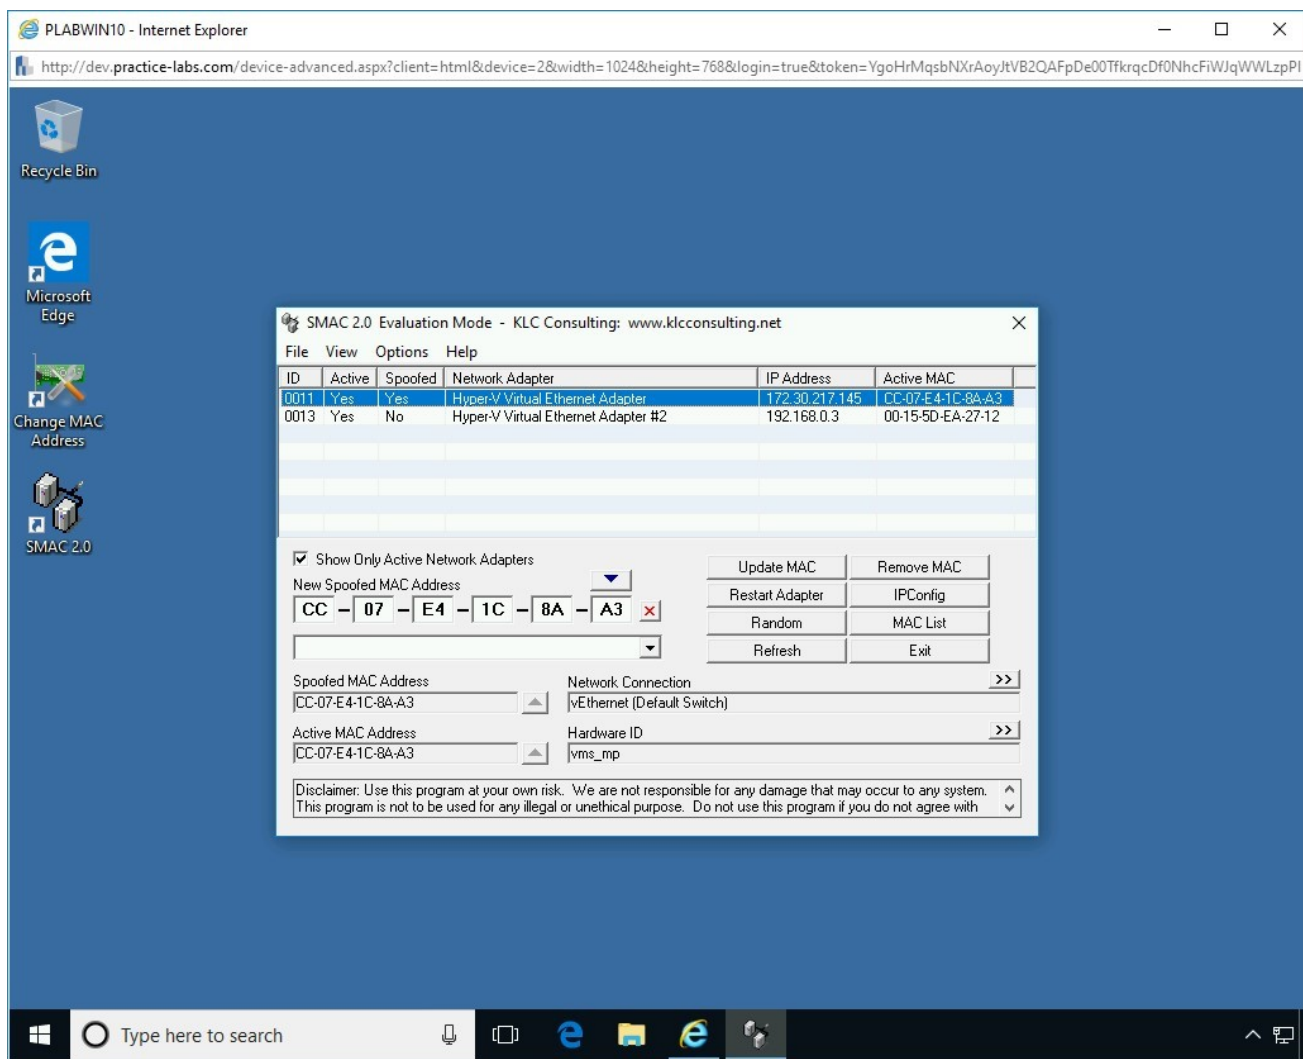 PLABWIN10 - Internet Explorer
http://dev.practice-labs.com/device-advanced.aspx?client=html&device=2&width=1024&height=768&login=true&token=YgoHrMqsbNXrAoyJtVB2QAFpDe00TfkrqcDf0NhcFiWJqWWLzpPI
Recycle Bin
Microsoft
Edge
Change MAC
Address
SMAC 2.0
SMAC 2.0 Evaluation Mode - KLC Consulting: www.klcconsulting.net
File View Options Help
ID Active Spoofed Network Adapter IP Address Active MAC
0011 Yes Yes Hyper-V Virtual Ethernet Adapter 172.30.217.145 CC-07-E4-1C-8A-A3
0013 Yes No Hyper-V Virtual Ethernet Adapter #2 192.168.0.3 00-15-5D-EA-27-12
Show Only Active Network Adapters
New Spoofed MAC Address
CC - 07 - E4 - 1C - 8A - A3
Update MAC Remove MAC
Restart Adapter IPConfig
Random MAC List
Refresh Exit
Spoofed MAC Address
CC-07-E4-1C-8A-A3
Network Connection >>
vEthernet (Default Switch)
Active MAC Address
CC-07-E4-1C-8A-A3
Hardware ID >>
vms_mp
Disclaimer: Use this program at your own risk. We are not responsible for any damage that may occur to any system.
This program is not to be used for any illegal or unethical purpose. Do not use this program if you do not agree with
Type here to search